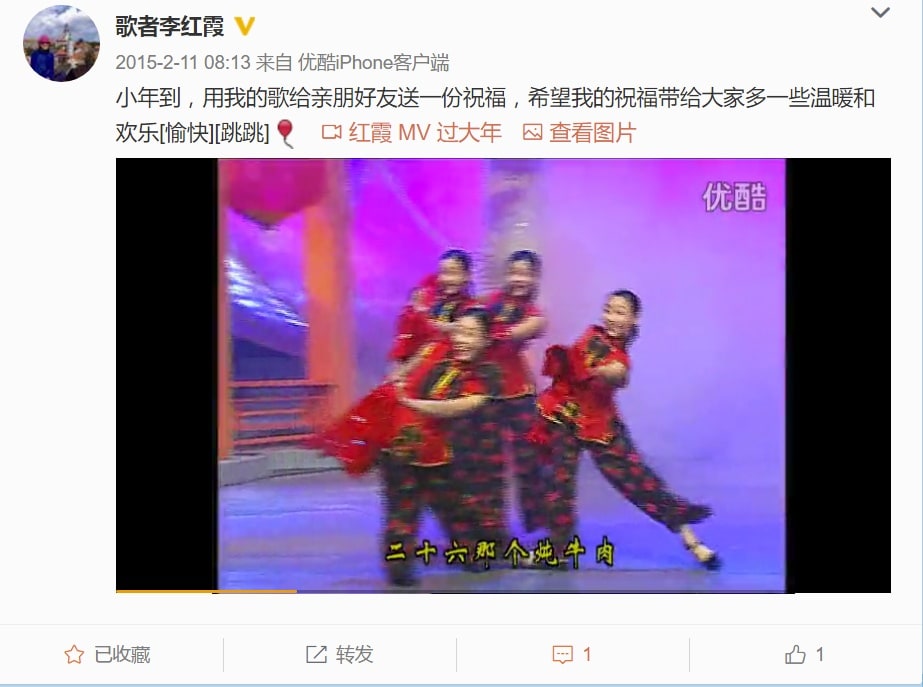 歌者李红霞
2015-2-11 08:13 来自 优酷iPhone客户端
小年到，用我的歌给亲朋好友送一份祝福，希望我的祝福带给大家多一些温暖和
欢乐[愉快][跳跳] 红霞 MV 过大年 查看图片
优酷
二十六那个炖牛肉
已收藏 转发 1 1